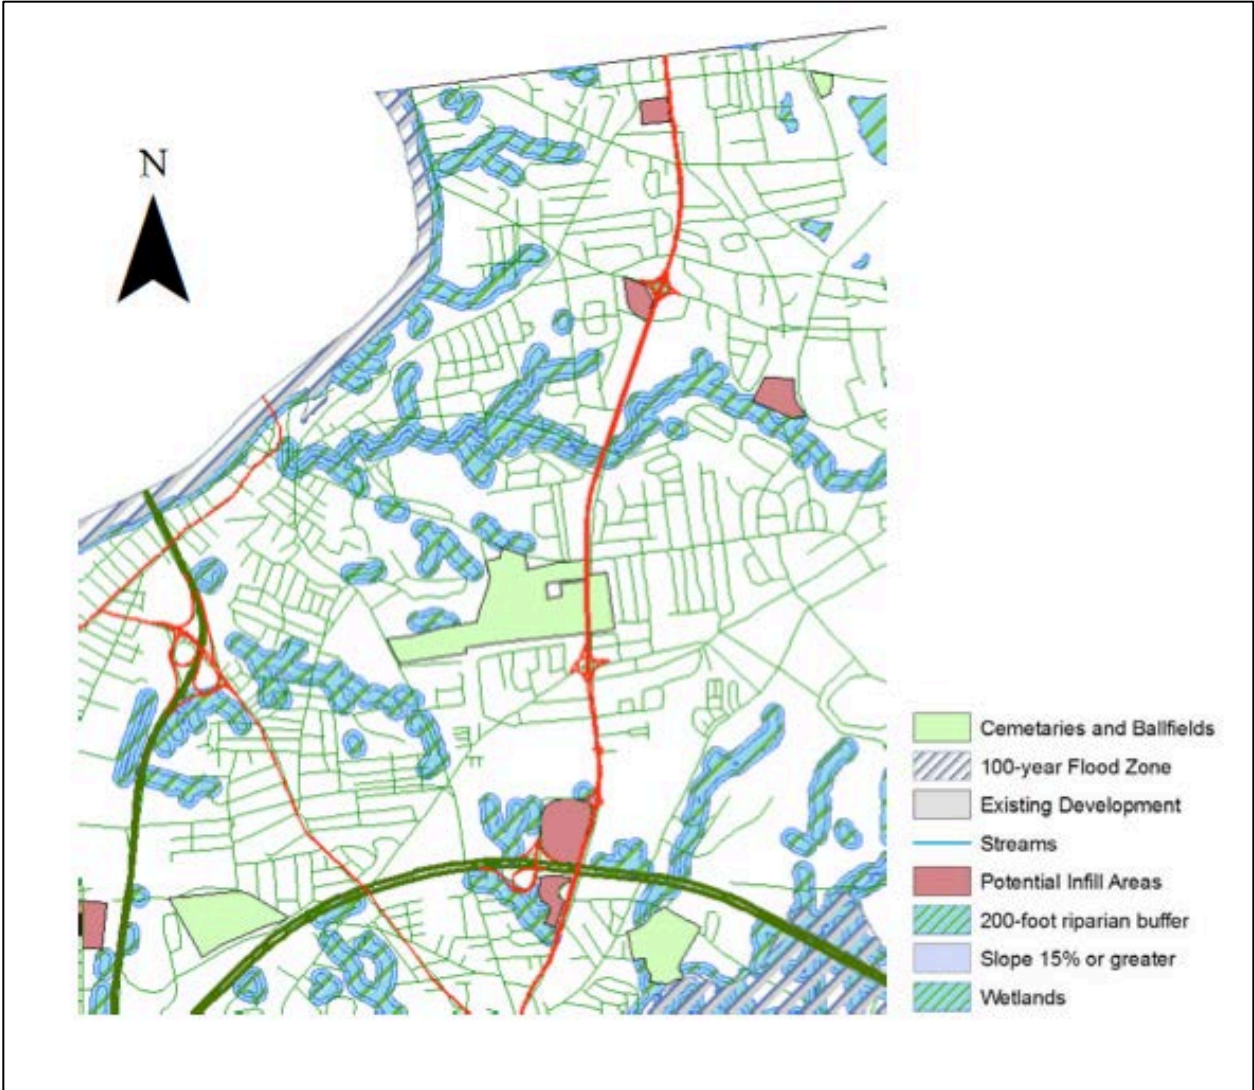 N
Cemetaries and Ballfields
100-year Flood Zone
Existing Development
Streams
Potential Infill Areas
200-foot riparian buffer
Slope 15% or greater
Wetlands